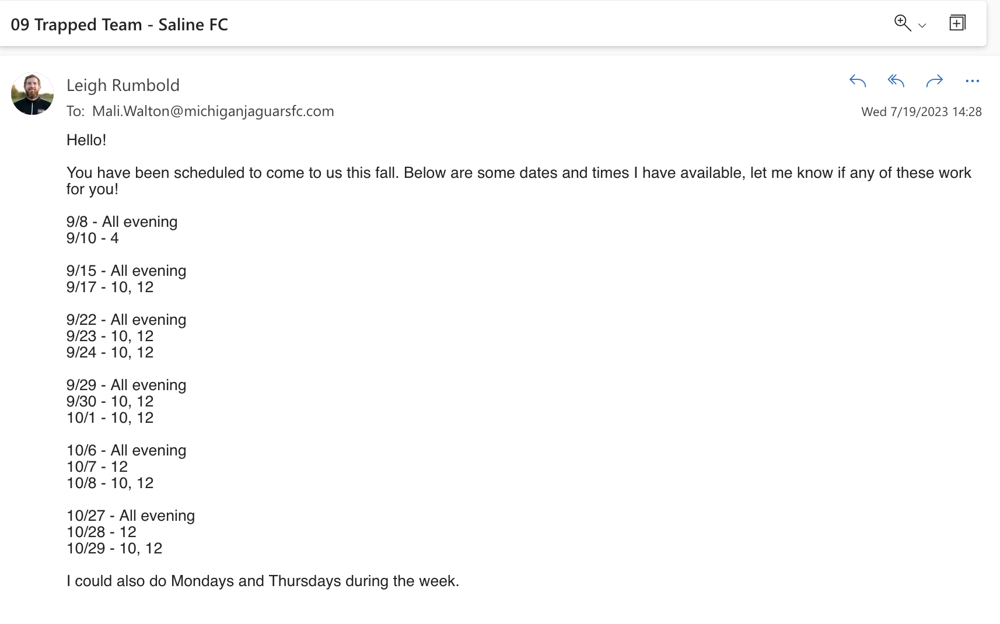 09 Trapped Team - Saline FC
Leigh Rumbold
To: Mali.Walton@michiganjaguarsfc.com
Wed 7/19/2023 14:28
Hello!
You have been scheduled to come to us this fall. Below are some dates and times I have available, let me know if any of these work
for you!
9/8 - All evening
9/10 - 4
9/15 - All evening
9/17 - 10, 12
9/22 - All evening
9/23 - 10, 12
9/24 - 10, 12
9/29 - All evening
9/30 - 10, 12
10/1 - 10, 12
10/6 - All evening
10/7 - 12
10/8 - 10, 12
10/27 - All evening
10/28 - 12
10/29 - 10, 12
I could also do Mondays and Thursdays during the week.